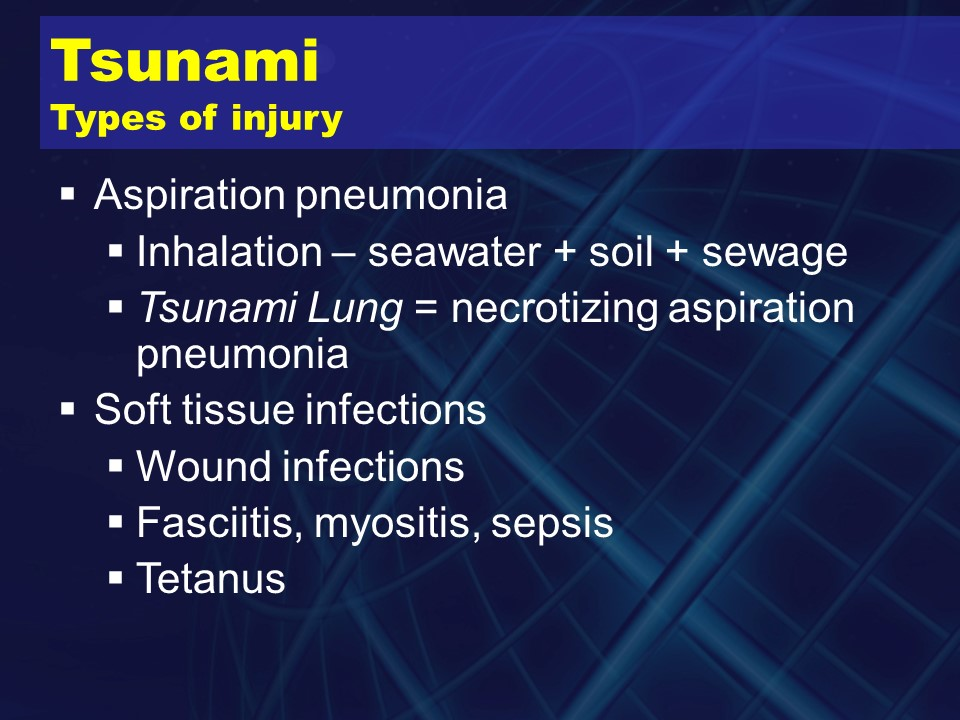 Tsunami
Types of injury
▪ Aspiration pneumonia
▪ Inhalation – seawater + soil + sewage
▪ Tsunami Lung = necrotizing aspiration
pneumonia
▪ Soft tissue infections
▪ Wound infections
▪ Fasciitis, myositis, sepsis
▪ Tetanus